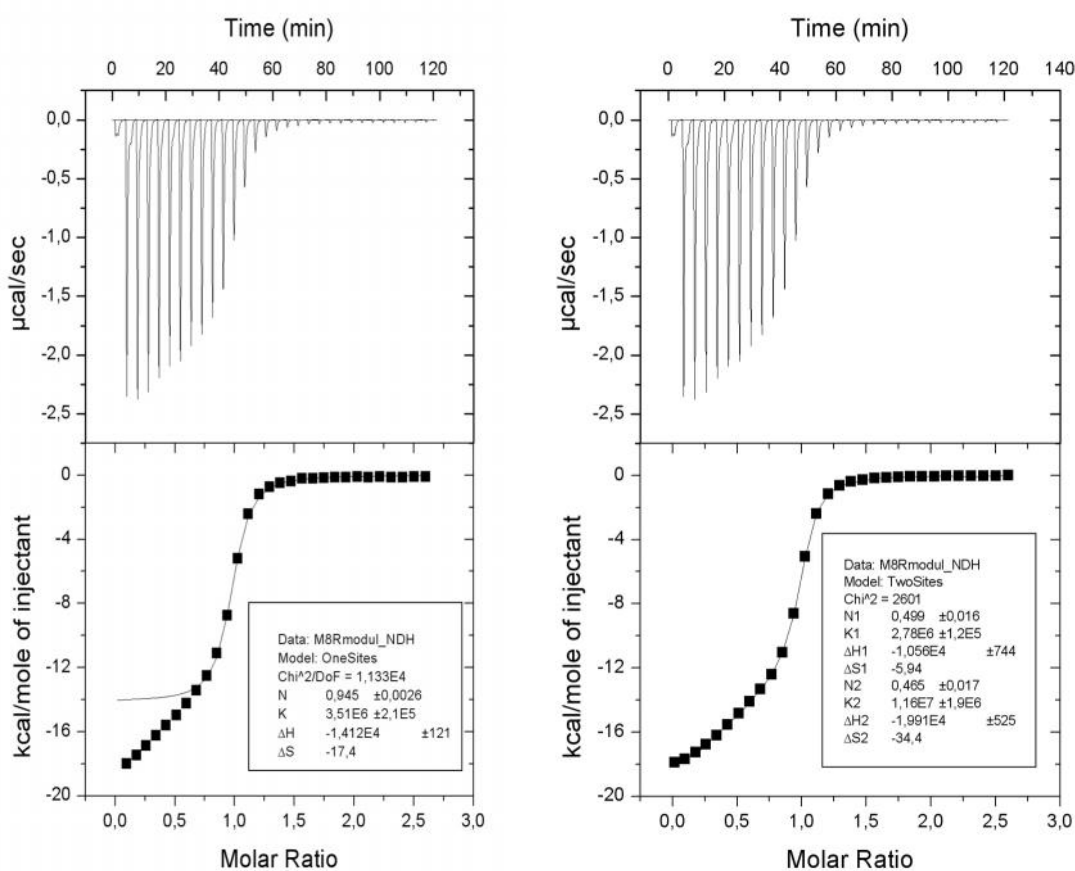 Time (min)
0 20 40 60 80 100 120
0,0
-0,5
-1,0
-1,5
-2,0
-2,5
µcal/sec
0
-4
-8
-12
-16
-20
kcal/mole of injectant
Data: M8Rmodul_NDH
Model: OneSites
Chi^2/DoF = 1,133E4
N 0,945 ±0,0026
K 3,51E6 ±2,1E5
ΔH -1,412E4 ±121
ΔS -17,4
0,0 0,5 1,0 1,5 2,0 2,5 3,0
Molar Ratio
Time (min)
0 20 40 60 80 100 120 140
0,0
-0,5
-1,0
-1,5
-2,0
-2,5
µcal/sec
0
-4
-8
-12
-16
-20
kcal/mole of injectant
Data: M8Rmodul_NDH
Model: TwoSites
Chi^2 = 2601
N1 0,499 ±0,016
K1 2,78E6 ±1,2E5
ΔH1 -1,056E4 ±744
ΔS1 -5,94
N2 0,465 ±0,017
K2 1,16E7 ±1,9E6
ΔH2 -1,991E4 ±525
ΔS2 -34,4
0,0 0,5 1,0 1,5 2,0 2,5 3,0
Molar Ratio